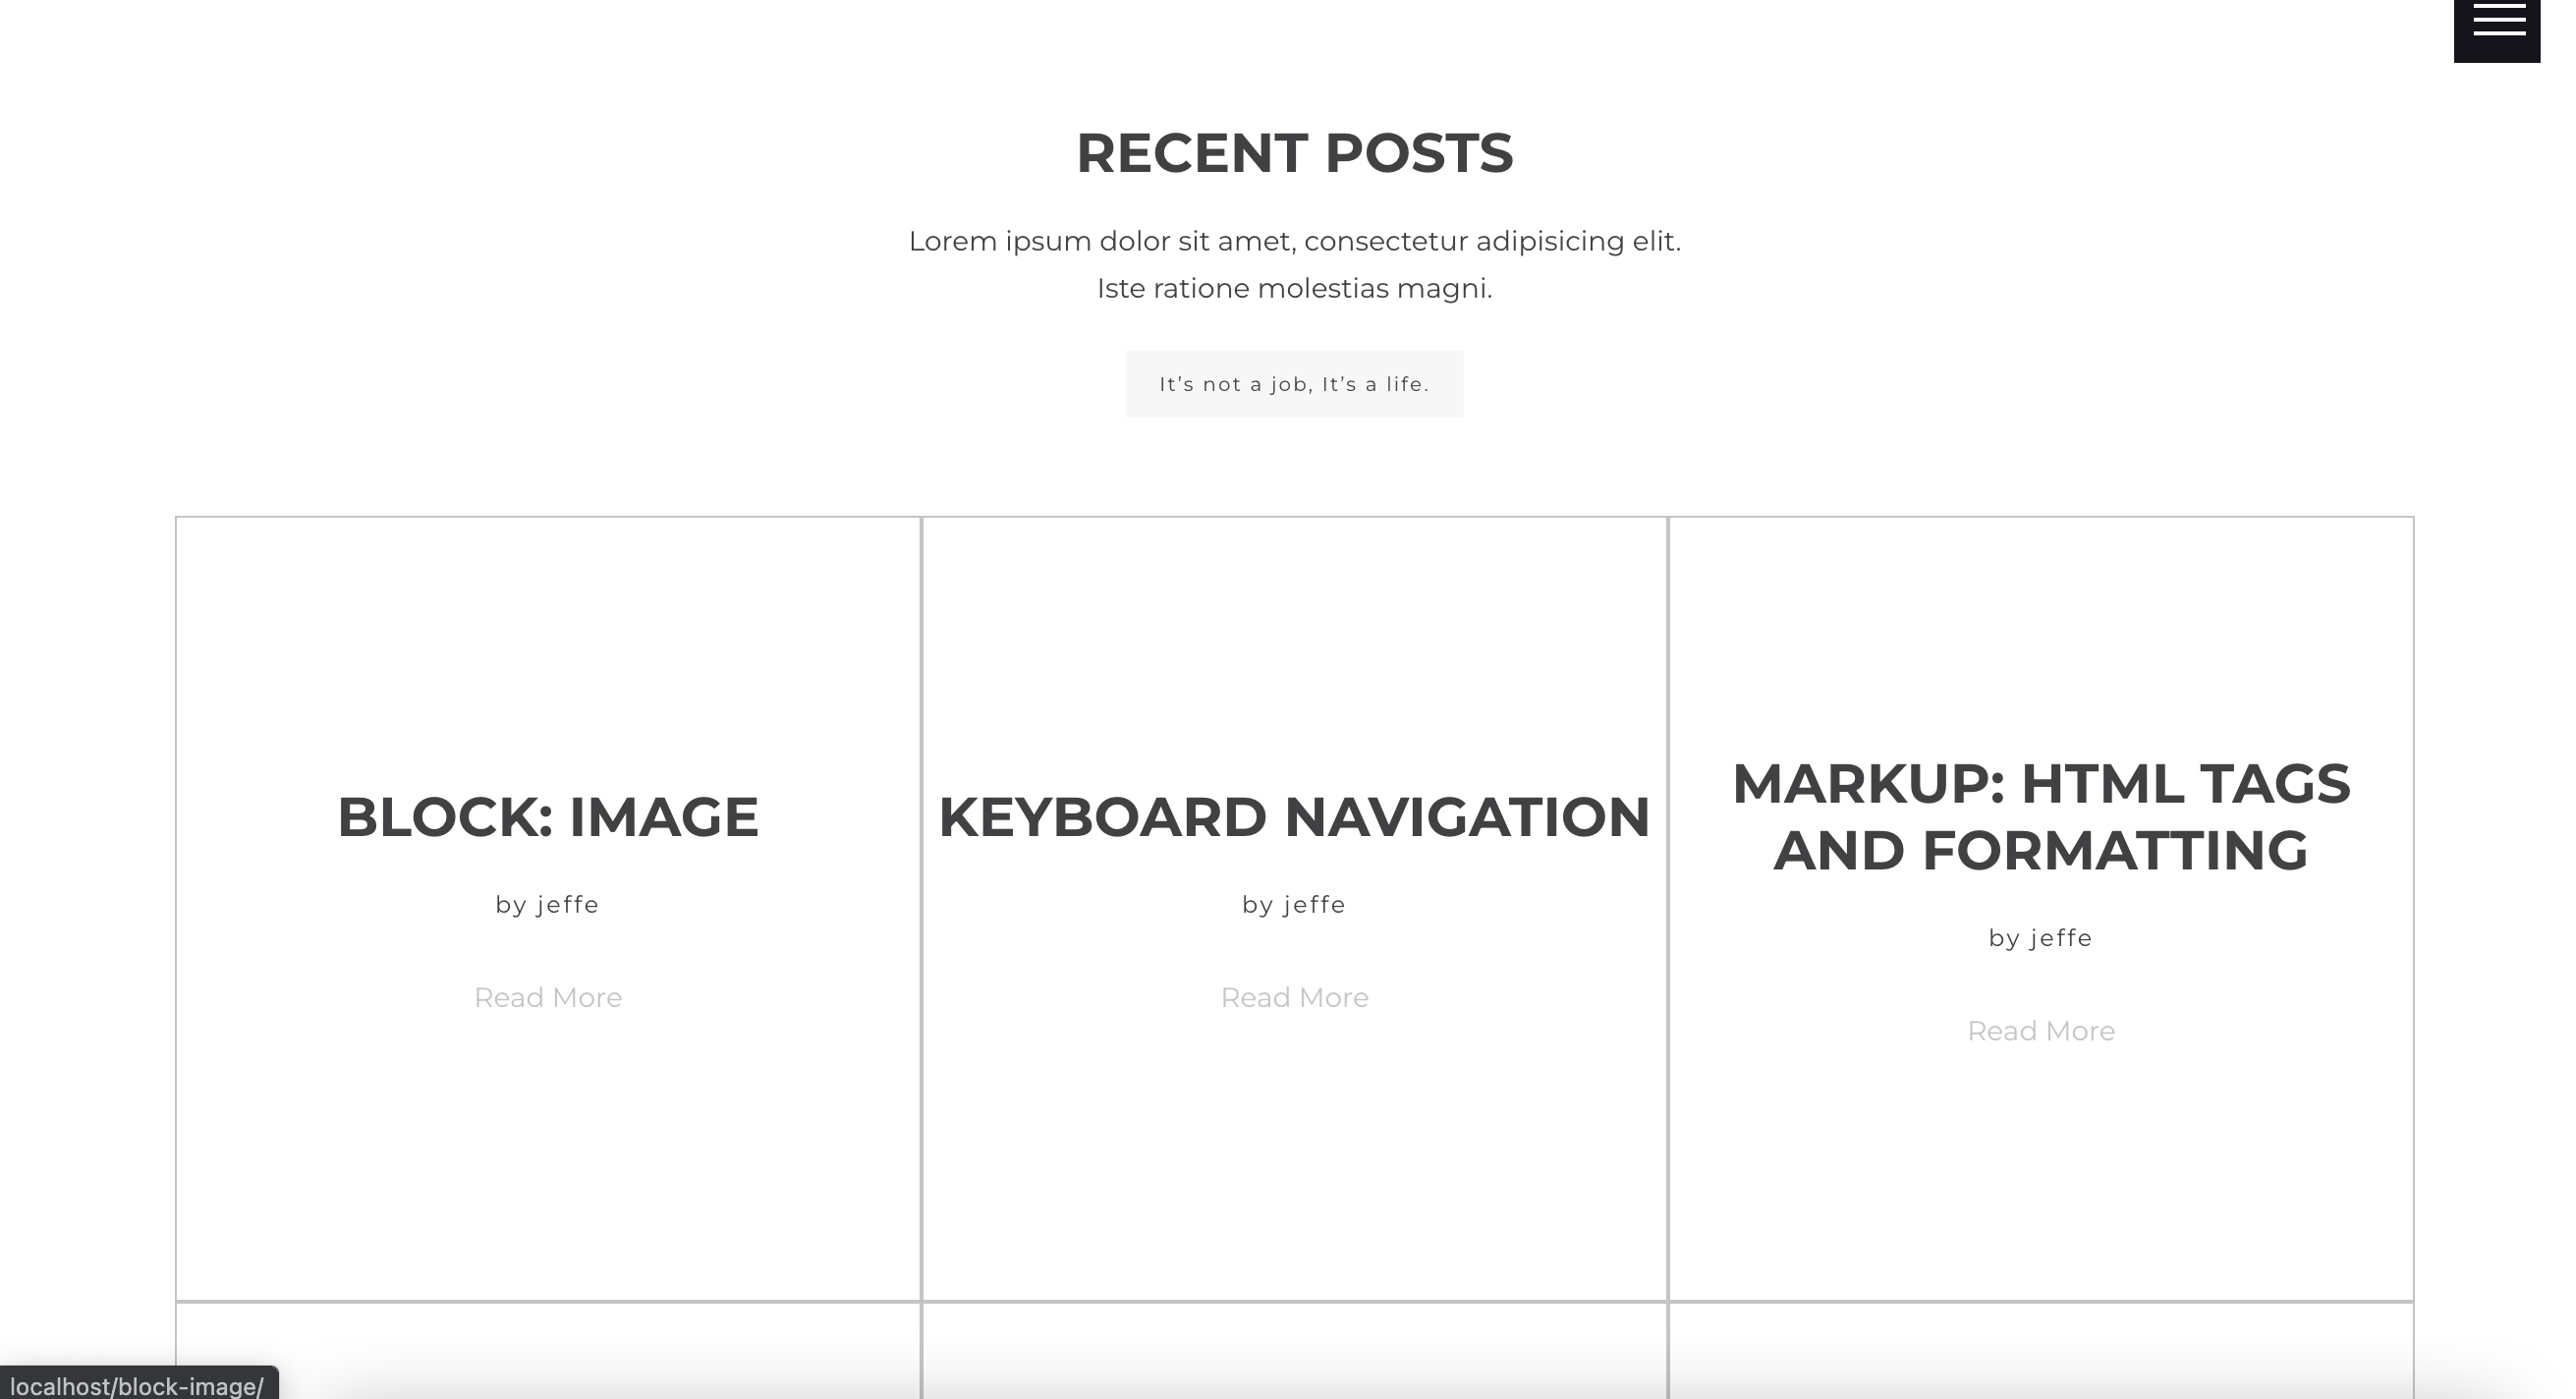 RECENT POSTS
Lorem ipsum dolor sit amet, consectetur adipisicing elit.
Iste ratione molestias magni.
It’s not a job, It’s a life.
BLOCK: IMAGE
by jeffe
Read More
KEYBOARD NAVIGATION
by jeffe
Read More
MARKUP: HTML TAGS
AND FORMATTING
by jeffe
Read More
localhost/block-image/